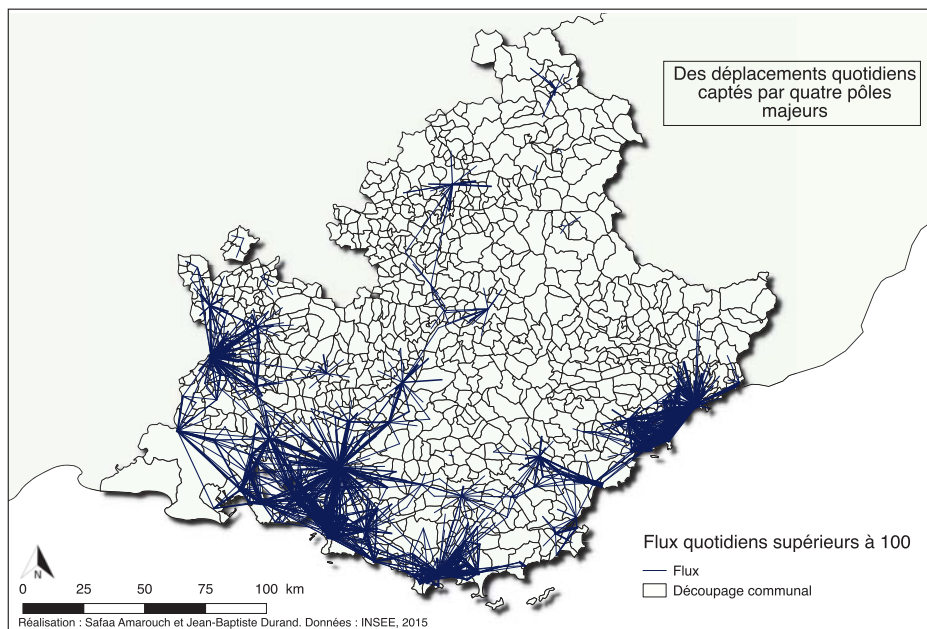 Des déplacements quotidiens
captés par quatre pôles
majeurs
Flux quotidiens supérieurs à 100
Flux
Découpage communal
N
0 25 50 75 100 km
Réalisation : Safaa Amarouch et Jean-Baptiste Durand. Données : INSEE, 2015